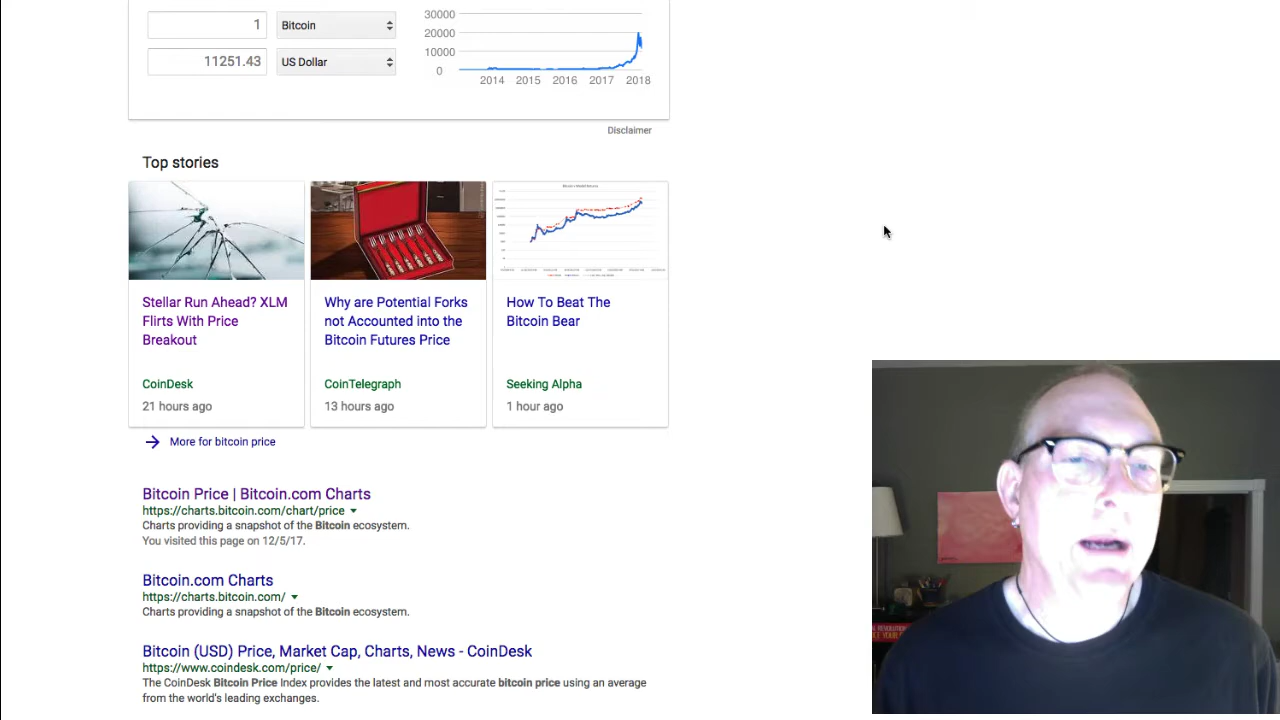 1 Bitcoin
11251.43 US Dollar
30000
20000
10000
0
2014 2015 2016 2017 2018
Disclaimer
Top stories
Stellar Run Ahead? XLM
Flirts With Price
Breakout
CoinDesk
21 hours ago
Why are Potential Forks
not Accounted into the
Bitcoin Futures Price
CoinTelegraph
13 hours ago
How To Beat The
Bitcoin Bear
Seeking Alpha
1 hour ago
More for bitcoin price
Bitcoin Price | Bitcoin.com Charts
https://charts.bitcoin.com/chart/price
Charts providing a snapshot of the Bitcoin ecosystem.
You visited this page on 12/5/17.
Bitcoin.com Charts
https://charts.bitcoin.com/
Charts providing a snapshot of the Bitcoin ecosystem.
Bitcoin (USD) Price, Market Cap, Charts, News - CoinDesk
https://www.coindesk.com/price/
The CoinDesk Bitcoin Price Index provides the latest and most accurate bitcoin price using an average
from the world's leading exchanges.